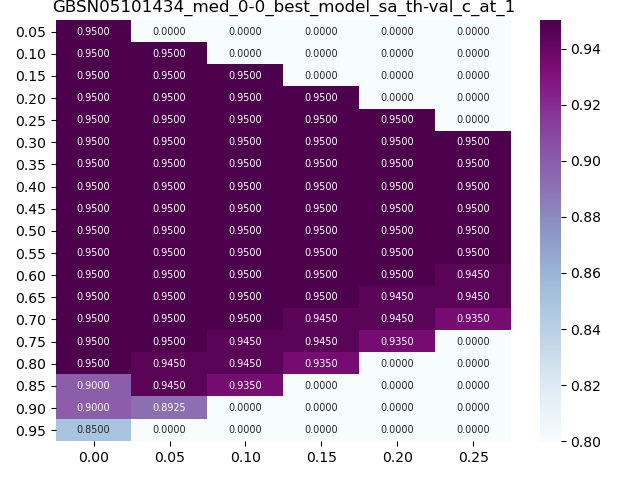 GBSN05101434_med_0-0_best_model_sa_th-val_c_at_1
0.05 0.9500 0.0000 0.0000 0.0000 0.0000 0.0000
0.10 0.9500 0.9500 0.0000 0.0000 0.0000 0.0000
0.15 0.9500 0.9500 0.9500 0.0000 0.0000 0.0000
0.20 0.9500 0.9500 0.9500 0.9500 0.0000 0.0000
0.25 0.9500 0.9500 0.9500 0.9500 0.9500 0.0000
0.30 0.9500 0.9500 0.9500 0.9500 0.9500 0.9500
0.35 0.9500 0.9500 0.9500 0.9500 0.9500 0.9500
0.40 0.9500 0.9500 0.9500 0.9500 0.9500 0.9500
0.45 0.9500 0.9500 0.9500 0.9500 0.9500 0.9500
0.50 0.9500 0.9500 0.9500 0.9500 0.9500 0.9500
0.55 0.9500 0.9500 0.9500 0.9500 0.9500 0.9500
0.60 0.9500 0.9500 0.9500 0.9500 0.9500 0.9450
0.65 0.9500 0.9500 0.9500 0.9500 0.9450 0.9450
0.70 0.9500 0.9500 0.9500 0.9450 0.9450 0.9350
0.75 0.9500 0.9500 0.9450 0.9450 0.9350 0.0000
0.80 0.9500 0.9450 0.9450 0.9350 0.0000 0.0000
0.85 0.9000 0.9450 0.9350 0.0000 0.0000 0.0000
0.90 0.9000 0.8925 0.0000 0.0000 0.0000 0.0000
0.95 0.8500 0.0000 0.0000 0.0000 0.0000 0.0000
0.00 0.05 0.10 0.15 0.20 0.25
0.94
0.92
0.90
0.88
0.86
0.84
0.82
0.80